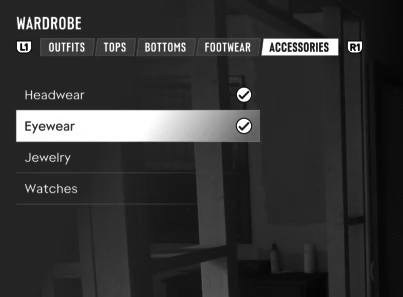 WARDROBE
L1 OUTFITS TOPS BOTTOMS FOOTWEAR ACCESSORIES R1
Headwear
Eyewear
Jewelry
Watches